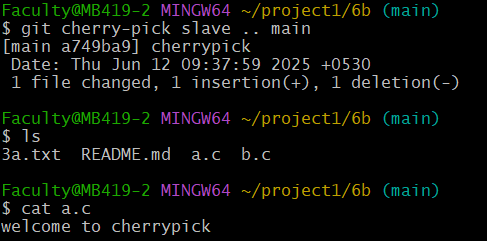 Faculty@MB419-2 MINGW64 ~/project1/6b (main)
$ git cherry-pick slave .. main
[main a749ba9] cherrypick
 Date: Thu Jun 12 09:37:59 2025 +0530
 1 file changed, 1 insertion(+), 1 deletion(-)
Faculty@MB419-2 MINGW64 ~/project1/6b (main)
$ ls
3a.txt  README.md  a.c  b.c
Faculty@MB419-2 MINGW64 ~/project1/6b (main)
$ cat a.c
welcome to cherrypick